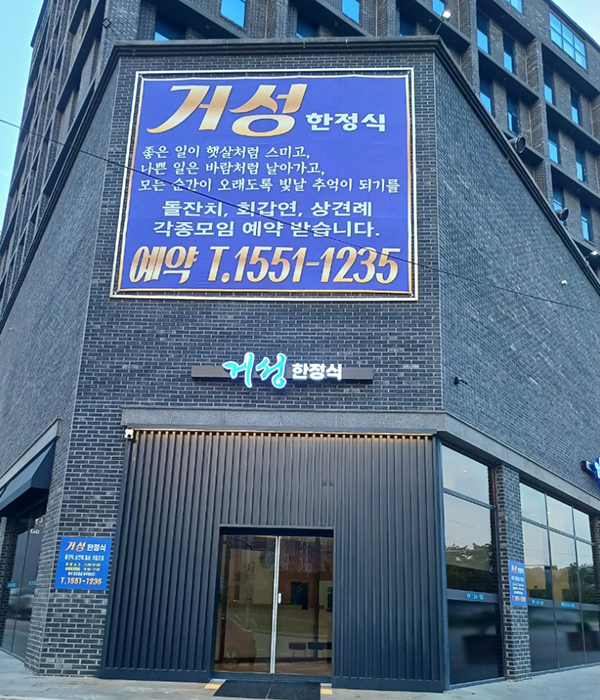 거성 한정식
좋은 일이 햇살처럼 스미고,
나쁜 일은 바람처럼 날아가고,
모든 순간이 오래도록 빛날 추억이 되기를
돌잔치, 회갑연, 상견례
각종모임 예약 받습니다.
예약 T.1551-1235
거성 한정식
거성 한정식
T.1551-1235